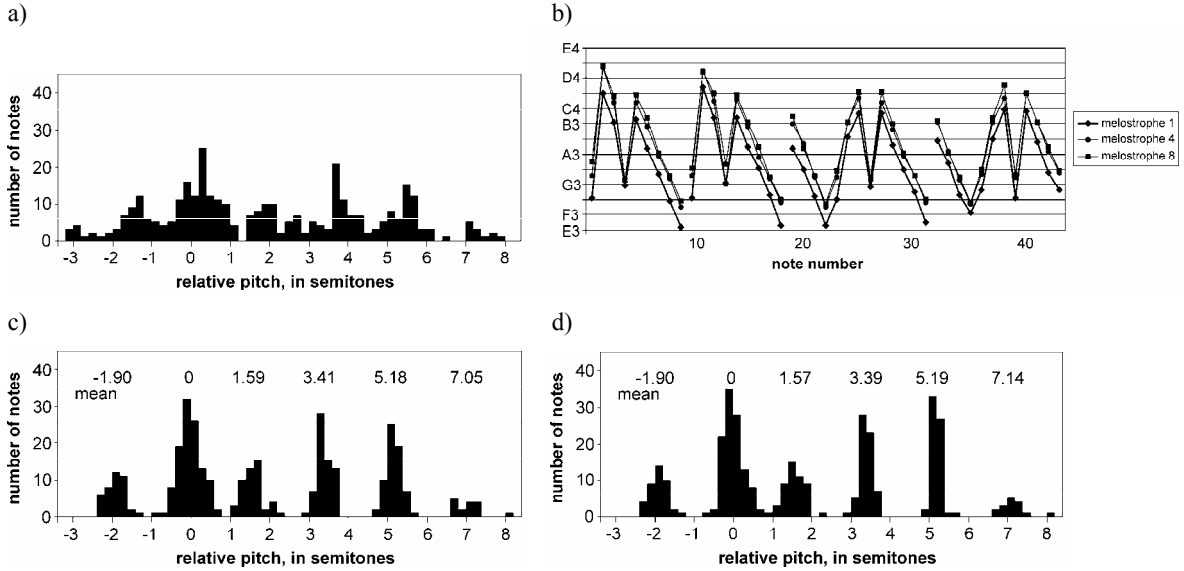 a)
number of notes
40
30
20
10
0
-3 -2 -1 0 1 2 3 4 5 6 7 8
relative pitch, in semitones
b)
E4
D4
C4
B3
A3
G3
F3
E3
10 20 30 40
note number
melostrophe 1
melostrophe 4
melostrophe 8
c)
number of notes
40
30
20
10
0
-1.90 0 1.59 3.41 5.18 7.05
mean
-3 -2 -1 0 1 2 3 4 5 6 7 8
relative pitch, in semitones
d)
number of notes
40
30
20
10
0
-1.90 0 1.57 3.39 5.19 7.14
mean
-3 -2 -1 0 1 2 3 4 5 6 7 8
relative pitch, in semitones